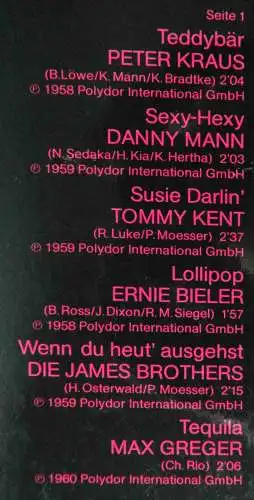 Seite 1
Teddybär
PETER KRAUS
(B.Löwe/K.Mann/K.Bradtke) 2'04
℗ 1958 Polydor International GmbH
Sexy-Hexy
DANNY MANN
(N. Sedaka/H. Kia/K. Hertha) 2'03
℗ 1959 Polydor International GmbH
Susie Darlin'
TOMMY KENT
(R. Luke/P. Moesser) 2'37
℗ 1959 Polydor International GmbH
Lollipop
ERNIE BIELER
(B. Ross/J. Dixon/R. M. Siegel) 1'57
℗ 1958 Polydor International GmbH
Wenn du heut' ausgehst
DIE JAMES BROTHERS
(H. Osterwald/P. Moesser) 2'15
℗ 1959 Polydor International GmbH
Tequila
MAX GREGER
(Ch. Rio) 2'06
℗ 1960 Polydor International GmbH